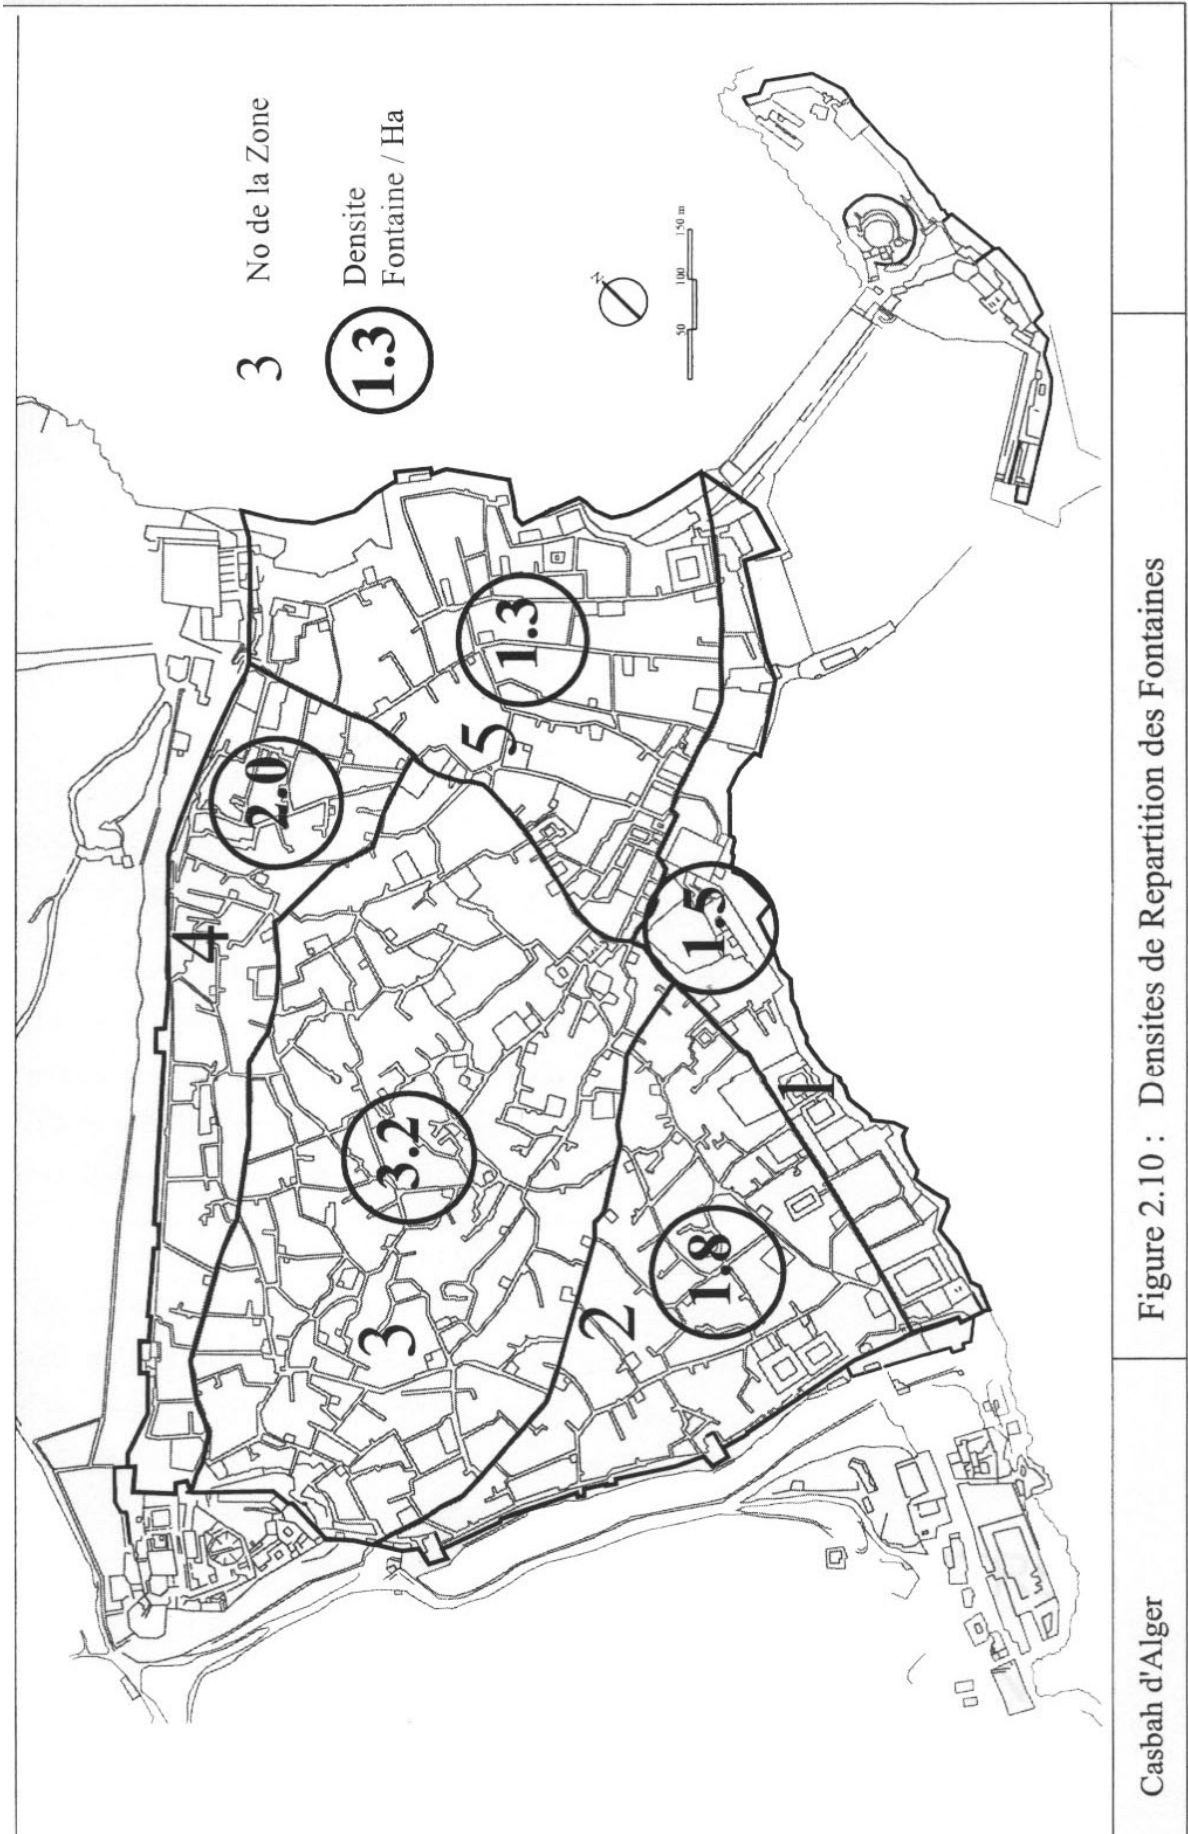 3 No de la Zone
1.3 Densite
Fontaine / Ha
N
50 100 150 m
4
2.0
5
1.3
3
3.2
2
1.8
1
1.5
Casbah d'Alger
Figure 2.10 : Densites de Repartition des Fontaines